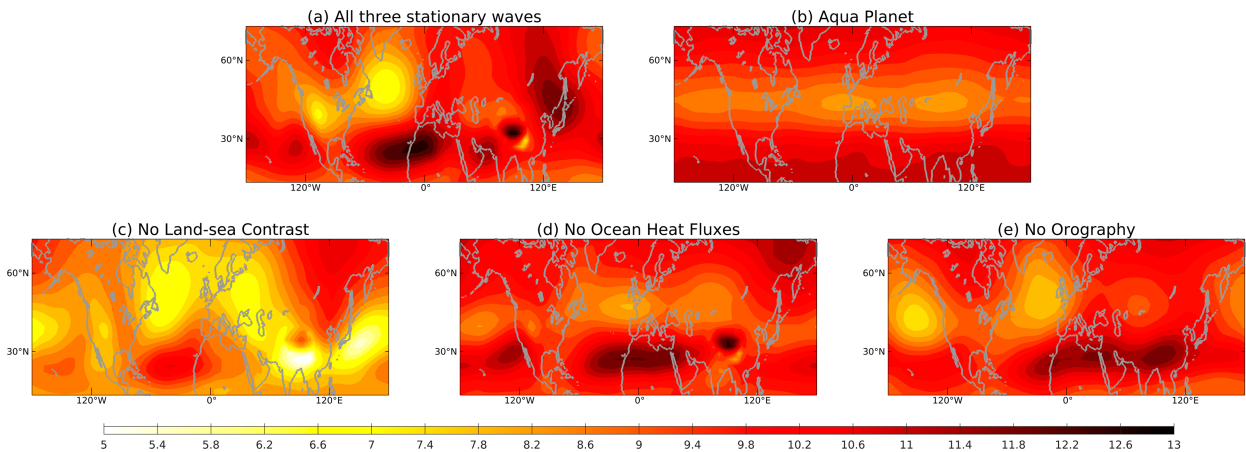 (a) All three stationary waves
(b) Aqua Planet
60°N
30°N
120°W 0° 120°E
60°N
30°N
120°W 0° 120°E
(c) No Land-sea Contrast
(d) No Ocean Heat Fluxes
(e) No Orography
60°N
30°N
120°W 0° 120°E
60°N
30°N
120°W 0° 120°E
60°N
30°N
120°W 0° 120°E
5 5.4 5.8 6.2 6.6 7 7.4 7.8 8.2 8.6 9 9.4 9.8 10.2 10.6 11 11.4 11.8 12.2 12.6 13